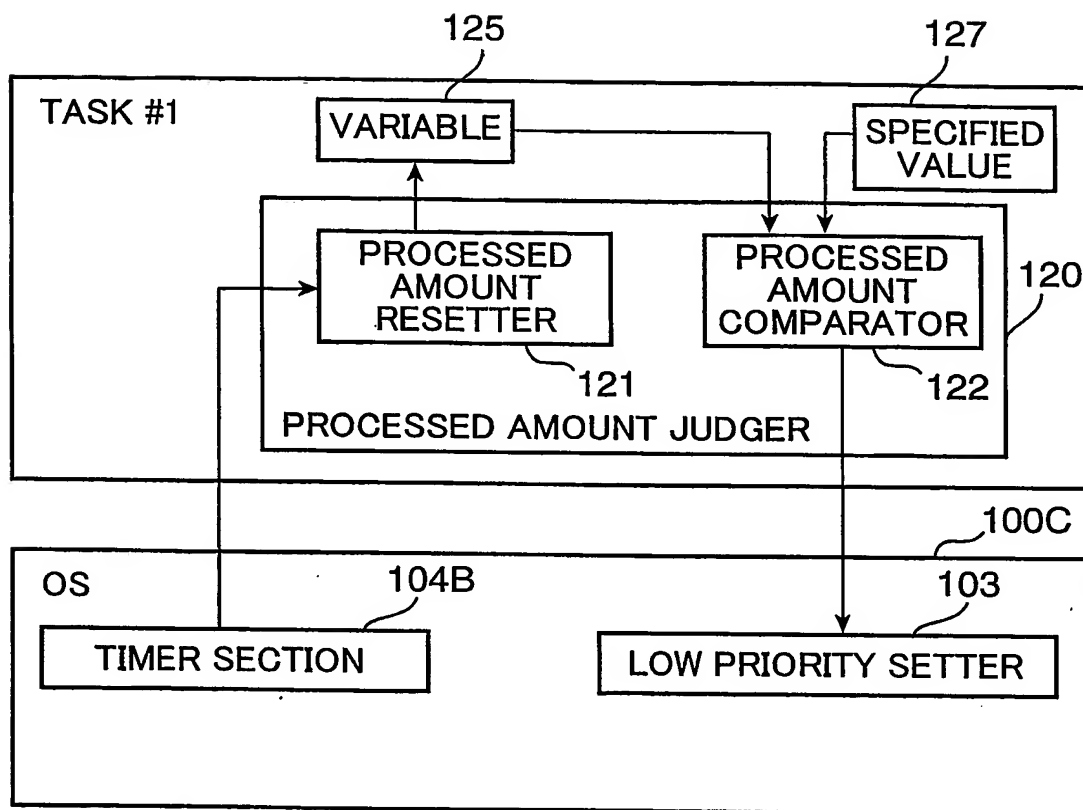 125
127
TASK #1
VARIABLE
SPECIFIED
VALUE
PROCESSED
AMOUNT
RESETTER
PROCESSED
AMOUNT
COMPARATOR
120
121
122
PROCESSED AMOUNT JUDGER
100C
OS
104B
103
TIMER SECTION
LOW PRIORITY SETTER